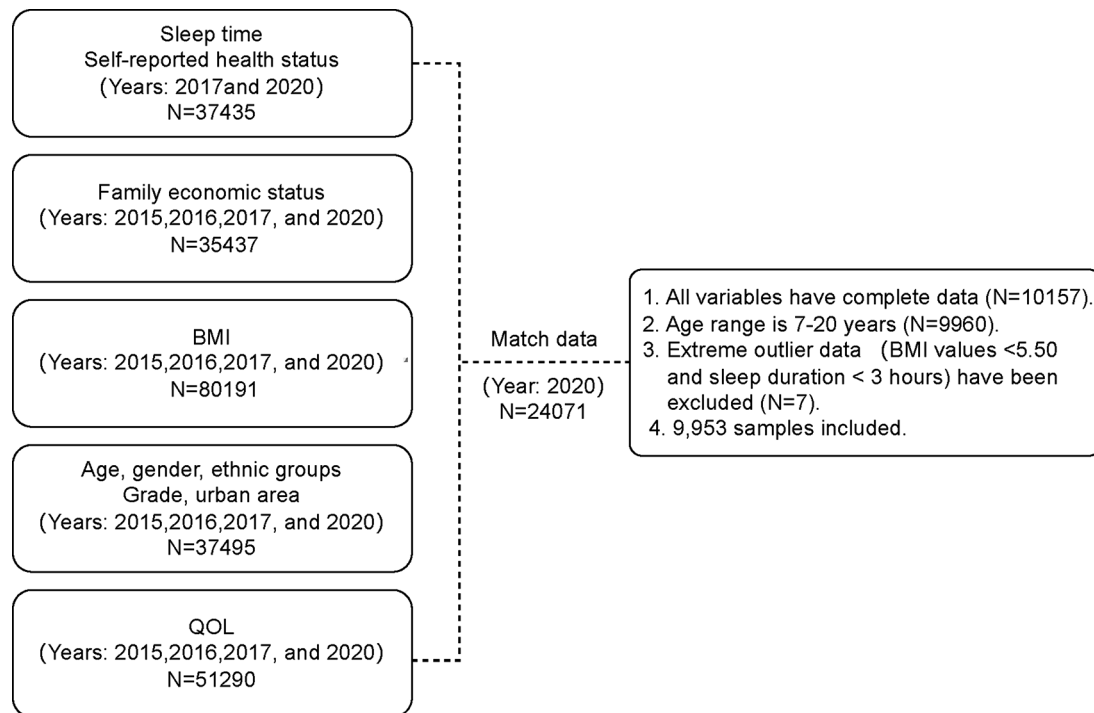 Sleep time
Self-reported health status
(Years: 2017and 2020)
N=37435
Family economic status
(Years: 2015,2016,2017, and 2020)
N=35437
BMI
(Years: 2015,2016,2017, and 2020)
N=80191
Age, gender, ethnic groups
Grade, urban area
(Years: 2015,2016,2017, and 2020)
N=37495
QOL
(Years: 2015,2016,2017, and 2020)
N=51290
Match data
(Year: 2020)
N=24071
1. All variables have complete data (N=10157).
2. Age range is 7-20 years (N=9960).
3. Extreme outlier data (BMI values <5.50
and sleep duration < 3 hours) have been
excluded (N=7).
4. 9,953 samples included.